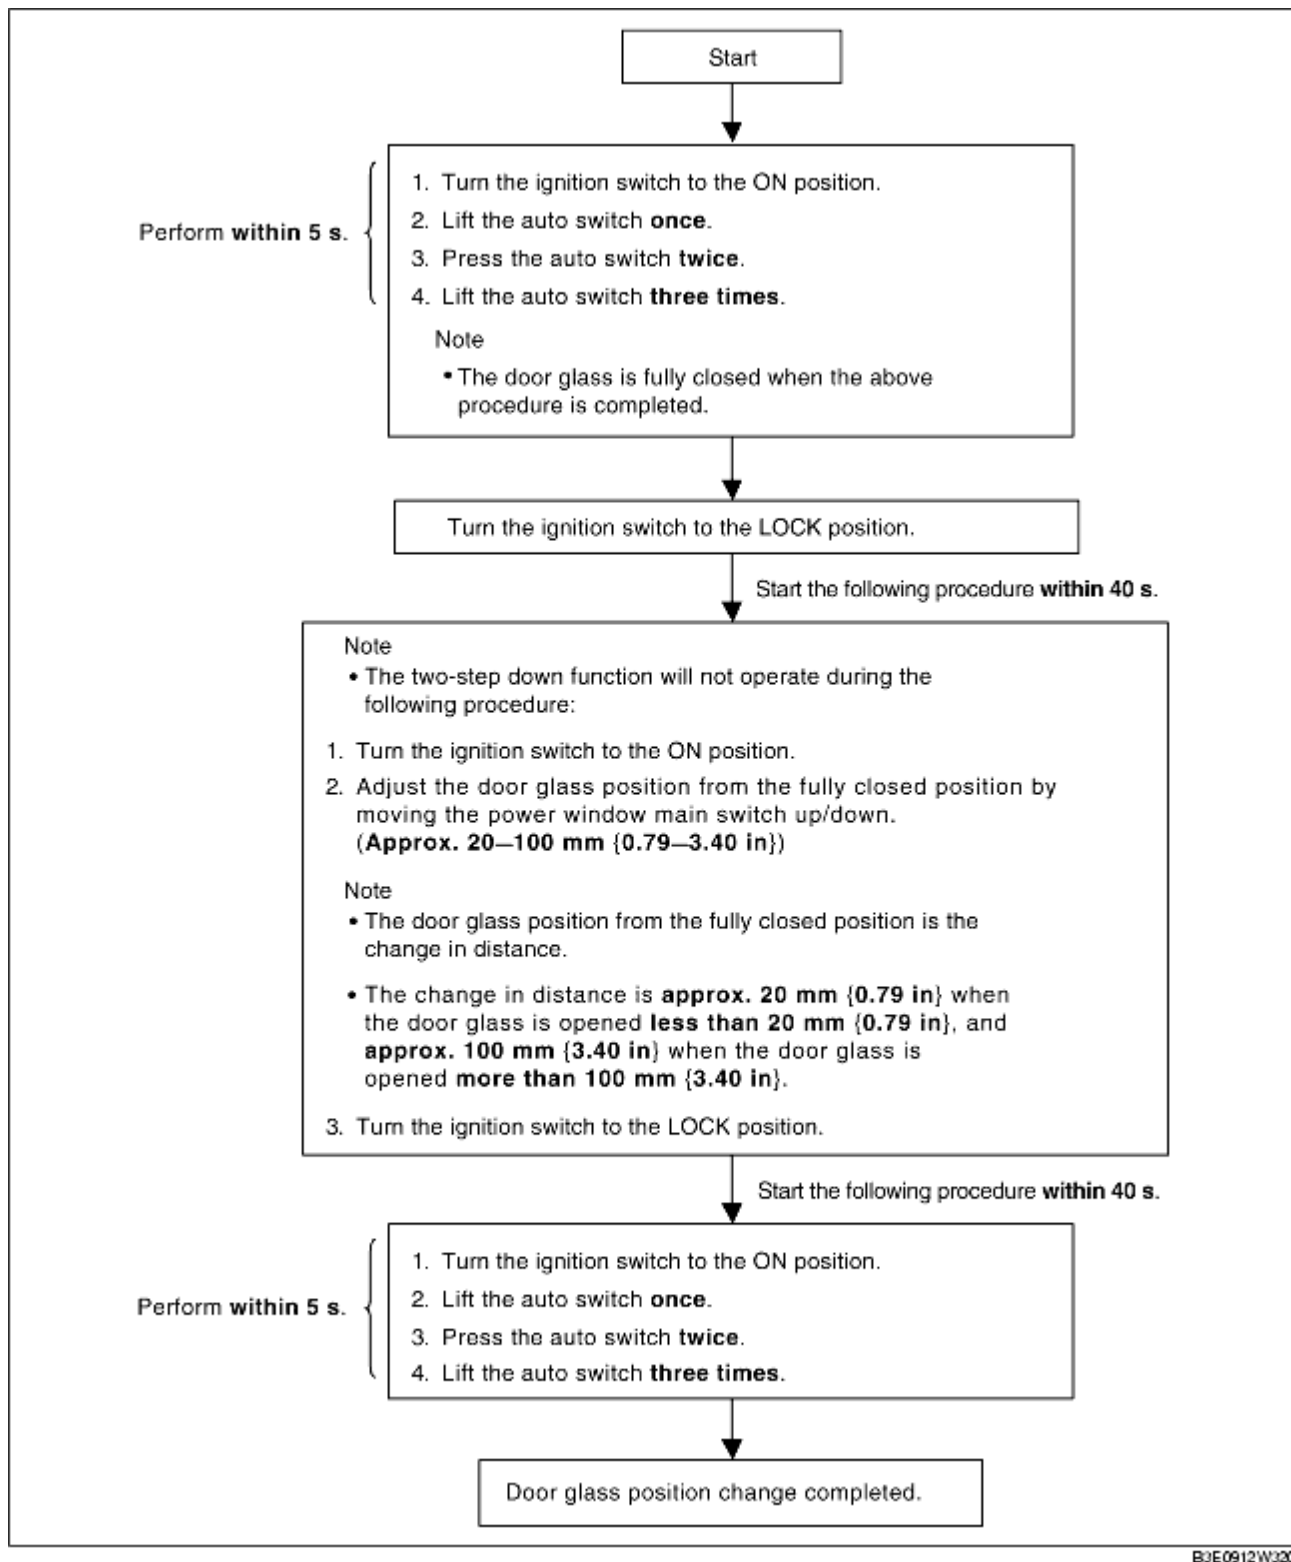 Start
Perform within 5 s.
1. Turn the ignition switch to the ON position.
2. Lift the auto switch once.
3. Press the auto switch twice.
4. Lift the auto switch three times.
Note
• The door glass is fully closed when the above
procedure is completed.
Turn the ignition switch to the LOCK position.
Start the following procedure within 40 s.
Note
• The two-step down function will not operate during the
following procedure:
1. Turn the ignition switch to the ON position.
2. Adjust the door glass position from the fully closed position by
moving the power window main switch up/down.
(Approx. 20—100 mm {0.79—3.40 in})
Note
• The door glass position from the fully closed position is the
change in distance.
• The change in distance is approx. 20 mm {0.79 in} when
the door glass is opened less than 20 mm {0.79 in}, and
approx. 100 mm {3.40 in} when the door glass is
opened more than 100 mm {3.40 in}.
3. Turn the ignition switch to the LOCK position.
Start the following procedure within 40 s.
Perform within 5 s.
1. Turn the ignition switch to the ON position.
2. Lift the auto switch once.
3. Press the auto switch twice.
4. Lift the auto switch three times.
Door glass position change completed.
B3E0912W320